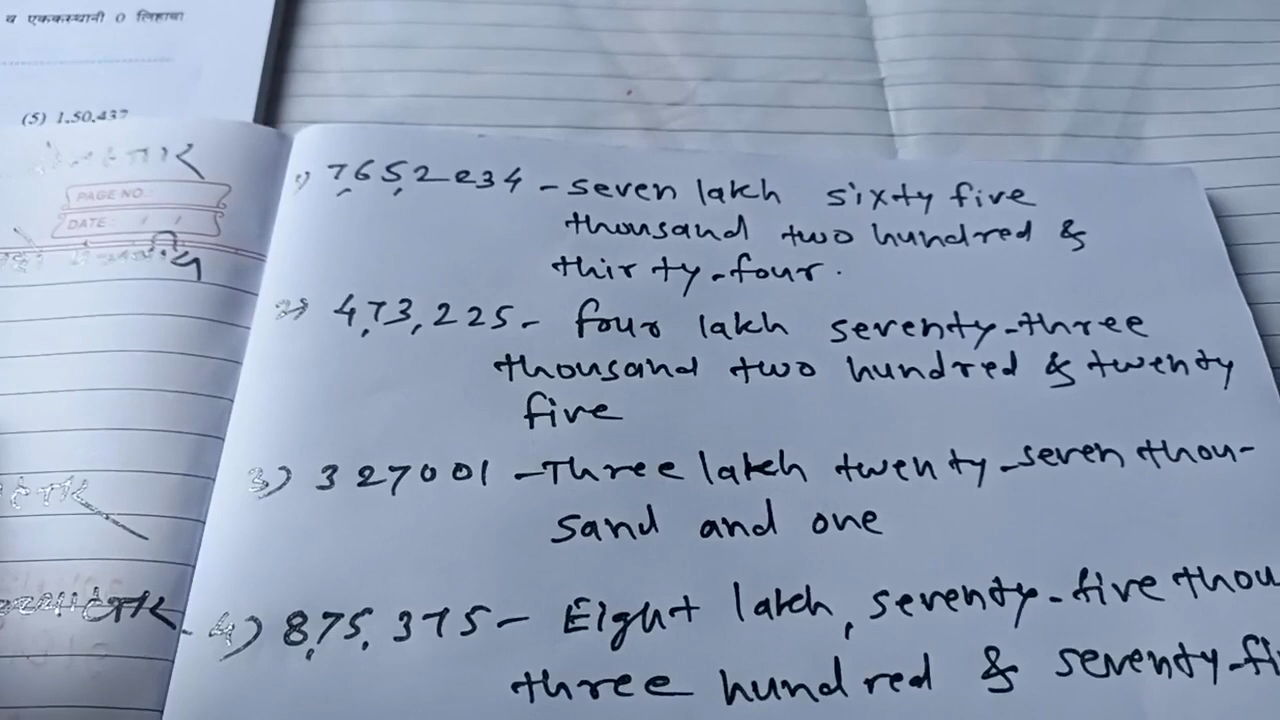 व एककस्थानी 0 लिहावा
(5) 1,50,437
PAGE NO.:
DATE: / /
1) 7,65,2234 - seven lakh sixty five
thousand two hundred &
thirty-four.
2) 4,73,225 - four lakh seventy-three
thousand two hundred & twenty
five
3) 327001 - Three lakh twenty-seven thou-
sand and one
4) 8,75,375 - Eight lakh, seventy-five thou
three hundred & seventy-fi